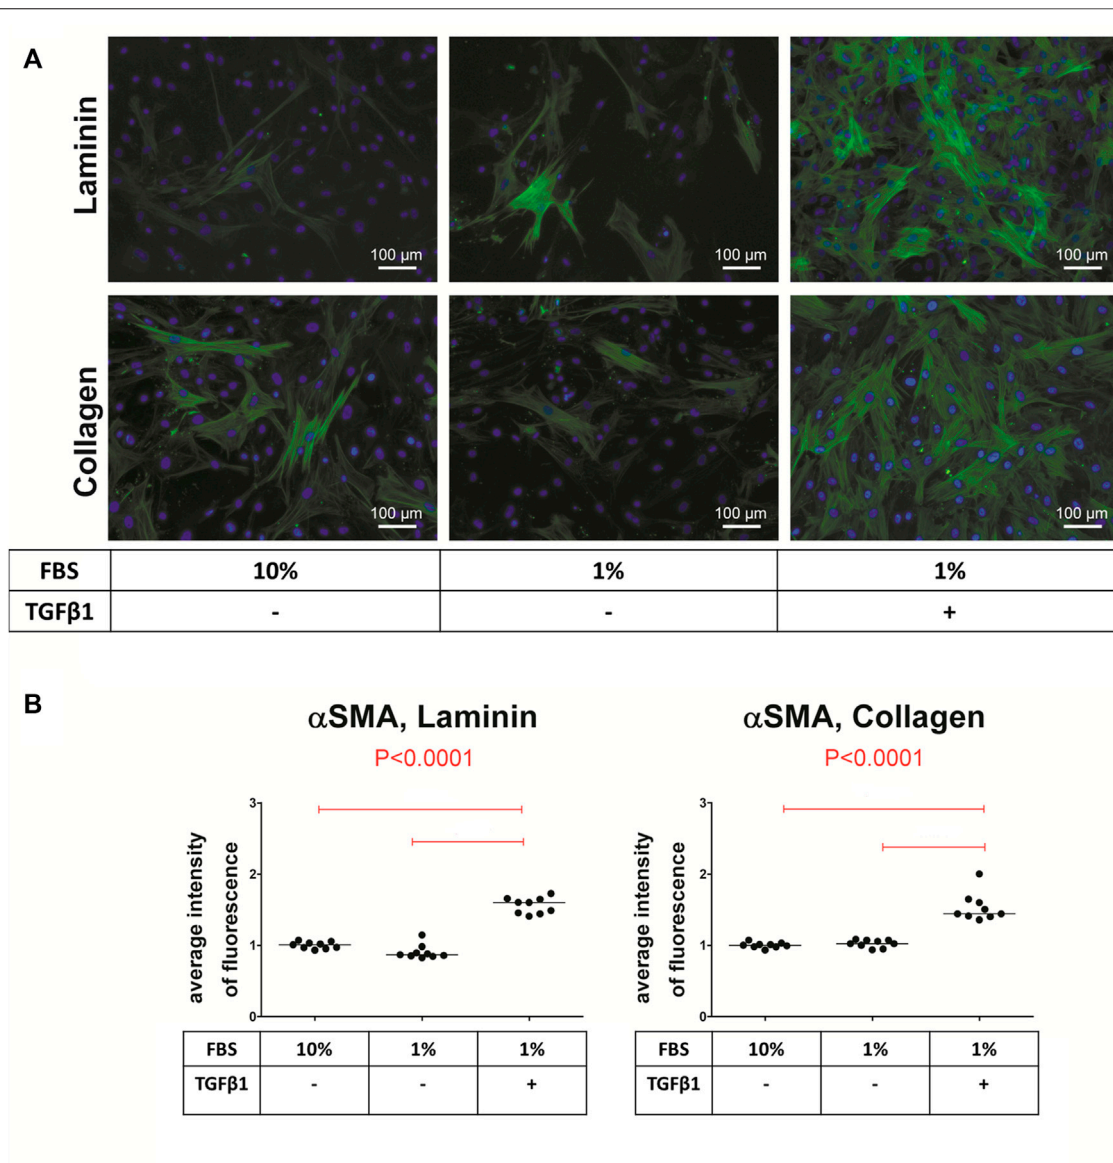 A
Laminin
100 µm
100 µm
100 µm
Collagen
100 µm
100 µm
100 µm
FBS 10% 1% 1%
TGFβ1 - - +
B
αSMA, Laminin
P<0.0001
average intensity
of fluorescence
3
2
1
0
FBS 10% 1% 1%
TGFβ1 - - +
αSMA, Collagen
P<0.0001
average intensity
of fluorescence
3
2
1
0
FBS 10% 1% 1%
TGFβ1 - - +